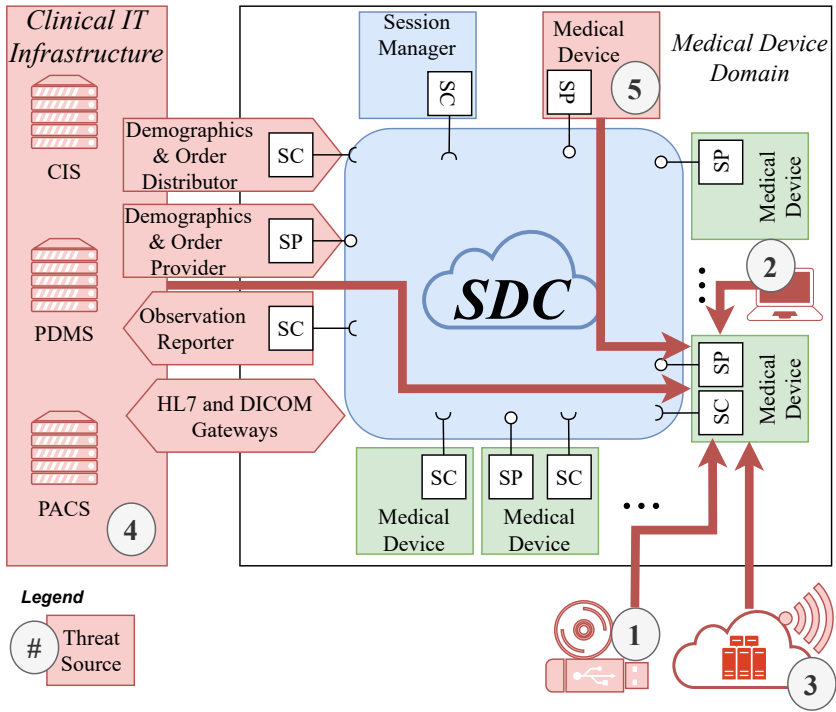 Clinical IT
Infrastructure
CIS
PDMS
PACS
4
Demographics
& Order
Distributor
SC
Demographics
& Order
Provider
SP
Observation
Reporter
SC
HL7 and DICOM
Gateways
Session
Manager
SC
Medical
Device
SP
5
Medical Device
Domain
SP
Medical
Device
2
SDC
SP
SC
Medical
Device
SC
Medical
Device
SP
SC
Medical
Device
1
3
Legend
#
Threat
Source